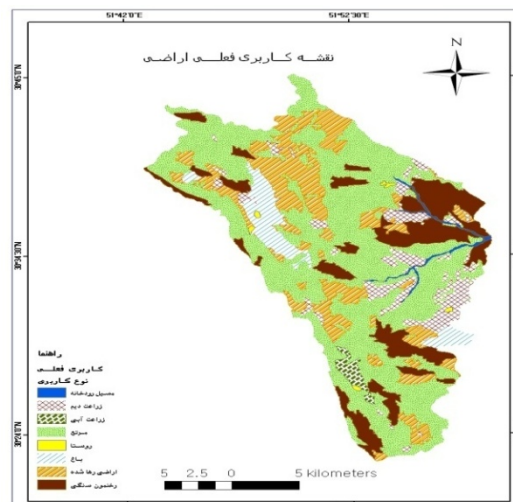 51°42'0"E 51°52'30"E
نقشه کاربری فعلی اراضی
N
راهنما
کاربری فعلی
نوع کاربری
مسیل رودخانه
زراعت دیم
زراعت آبی
مرتع
روستا
باغ
اراضی رها شده
رخنمون سنگی
5 2.5 0 5 kilometers